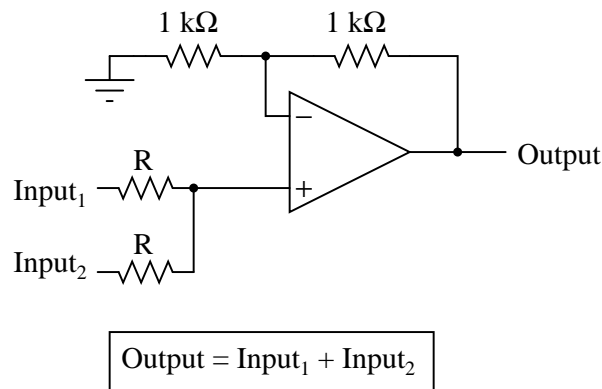 1 kΩ 1 kΩ
−
Output
R
Input₁
+
R
Input₂
Output = Input₁ + Input₂